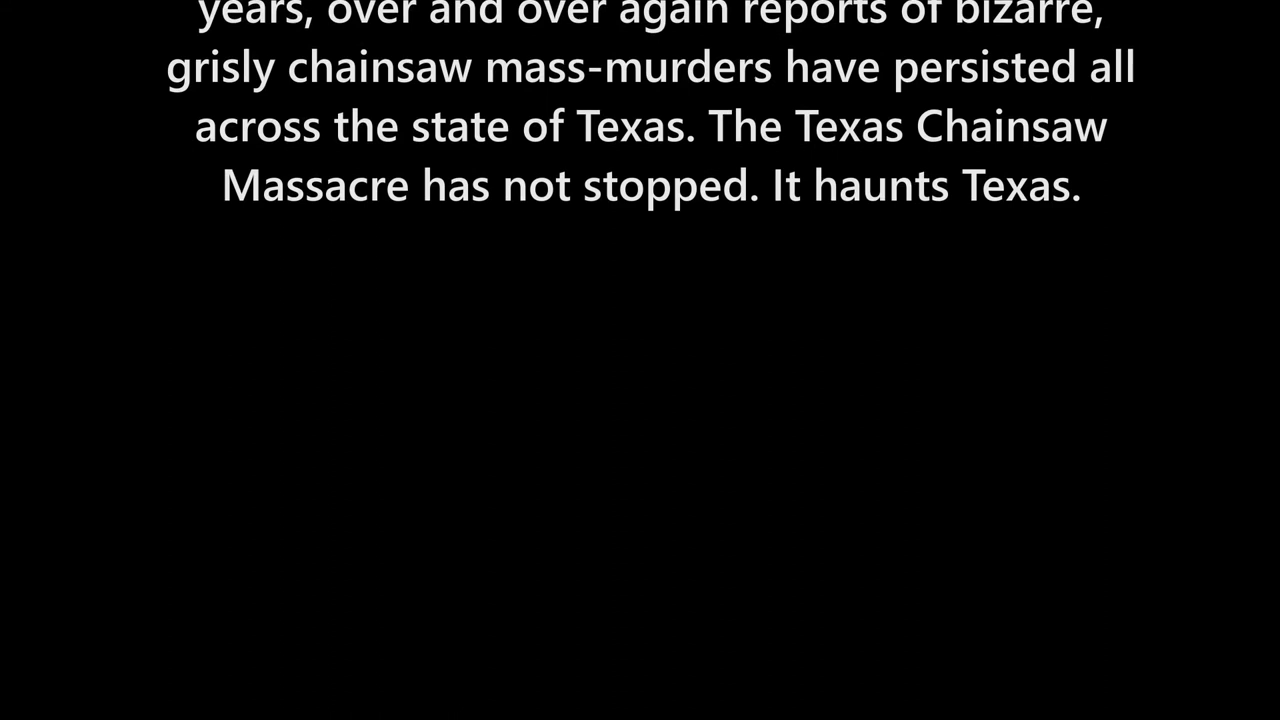 years, over and over again reports of bizarre,
grisly chainsaw mass-murders have persisted all
across the state of Texas. The Texas Chainsaw
Massacre has not stopped. It haunts Texas.